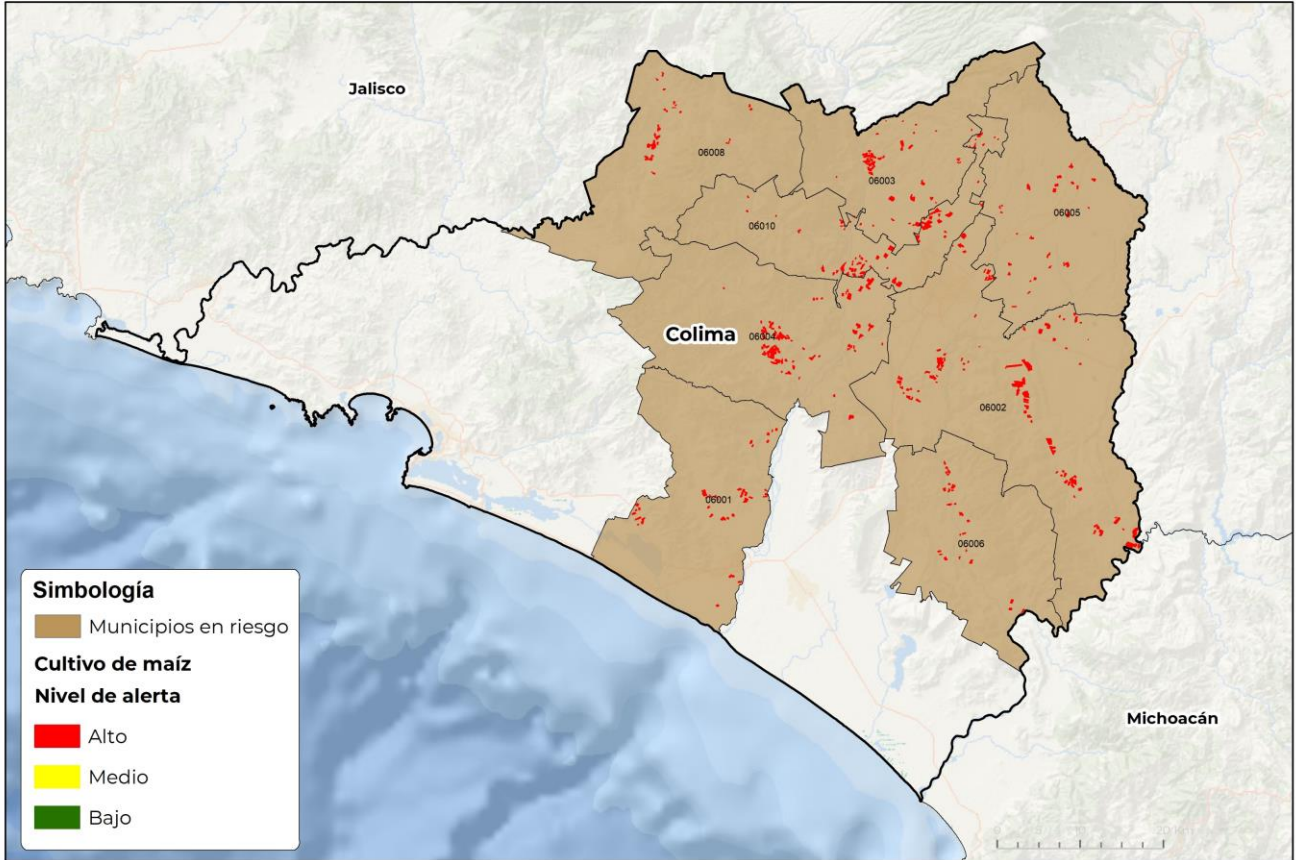 Jalisco
06008
06003
06005
06010
Colima
06004
06002
06001
06006
Michoacán
Simbología
Municipios en riesgo
Cultivo de maíz
Nivel de alerta
Alto
Medio
Bajo
20 km